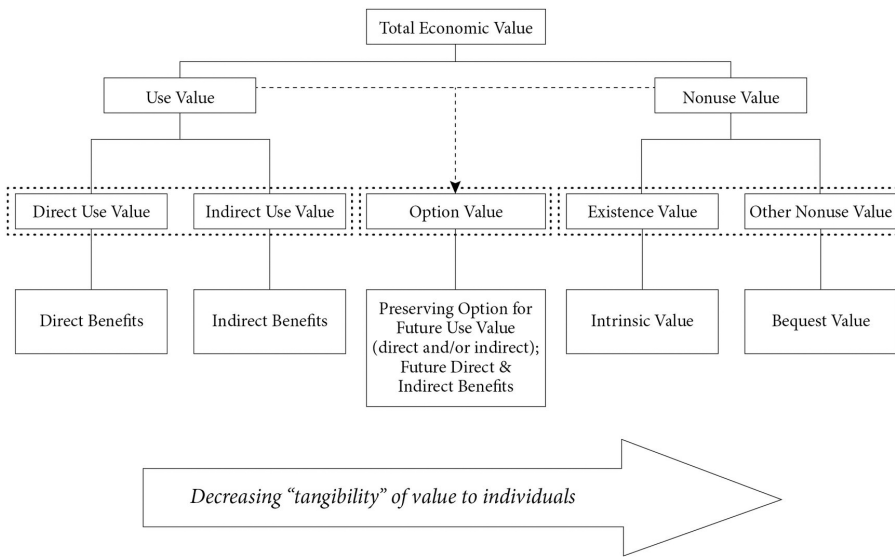 Total Economic Value
Use Value
Nonuse Value
Direct Use Value
Indirect Use Value
Option Value
Existence Value
Other Nonuse Value
Direct Benefits
Indirect Benefits
Preserving Option for
Future Use Value
(direct and/or indirect);
Future Direct &
Indirect Benefits
Intrinsic Value
Bequest Value
Decreasing “tangibility” of value to individuals